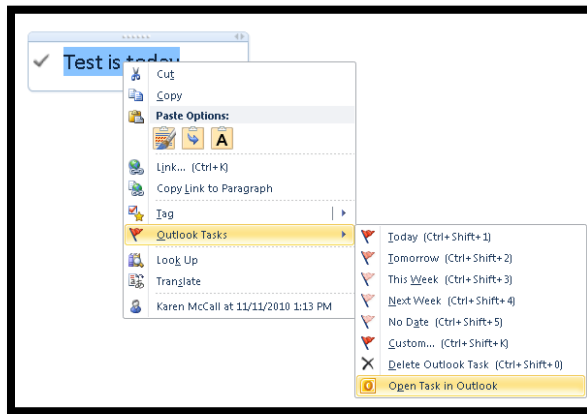 Test is today
Cut
Copy
Paste Options:
A
Link... (Ctrl+K)
Copy Link to Paragraph
Tag
Outlook Tasks
Look Up
Translate
Karen McCall at 11/11/2010 1:13 PM
Today (Ctrl+Shift+1)
Tomorrow (Ctrl+Shift+2)
This Week (Ctrl+Shift+3)
Next Week (Ctrl+Shift+4)
No Date (Ctrl+Shift+5)
Custom... (Ctrl+Shift+K)
Delete Outlook Task (Ctrl+Shift+0)
Open Task in Outlook